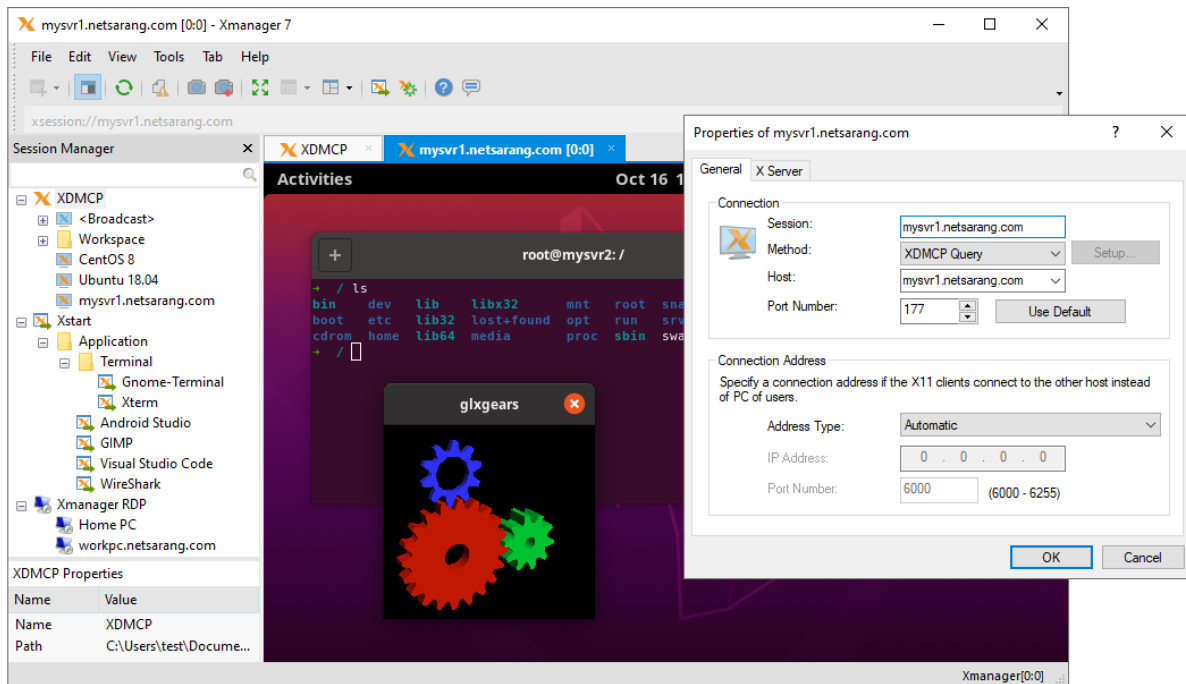 mysvr1.netsarang.com [0:0] - Xmanager 7
File Edit View Tools Tab Help
xsession://mysvr1.netsarang.com
Session Manager
XDMCP
<Broadcast>
Workspace
CentOS 8
Ubuntu 18.04
mysvr1.netsarang.com
Xstart
Application
Terminal
Gnome-Terminal
Xterm
Android Studio
GIMP
Visual Studio Code
WireShark
Xmanager RDP
Home PC
workpc.netsarang.com
XDMCP Properties
Name Value
Name XDMCP
Path C:\Users\test\Docume...
XDMCP mysvr1.netsarang.com [0:0]
Activities Oct 16 1
root@mysvr2: /
→ / ls
bin dev lib libx32 mnt root sna
boot etc lib32 lost+found opt run srv
cdrom home lib64 media proc sbin swa
→ /
glxgears
Properties of mysvr1.netsarang.com ?
General X Server
Connection
Session: mysvr1.netsarang.com
Method: XDMCP Query Setup...
Host: mysvr1.netsarang.com
Port Number: 177 Use Default
Connection Address
Specify a connection address if the X11 clients connect to the other host instead
of PC of users.
Address Type: Automatic
IP Address: 0 . 0 . 0 . 0
Port Number: 6000 (6000 - 6255)
OK Cancel
Xmanager[0:0]